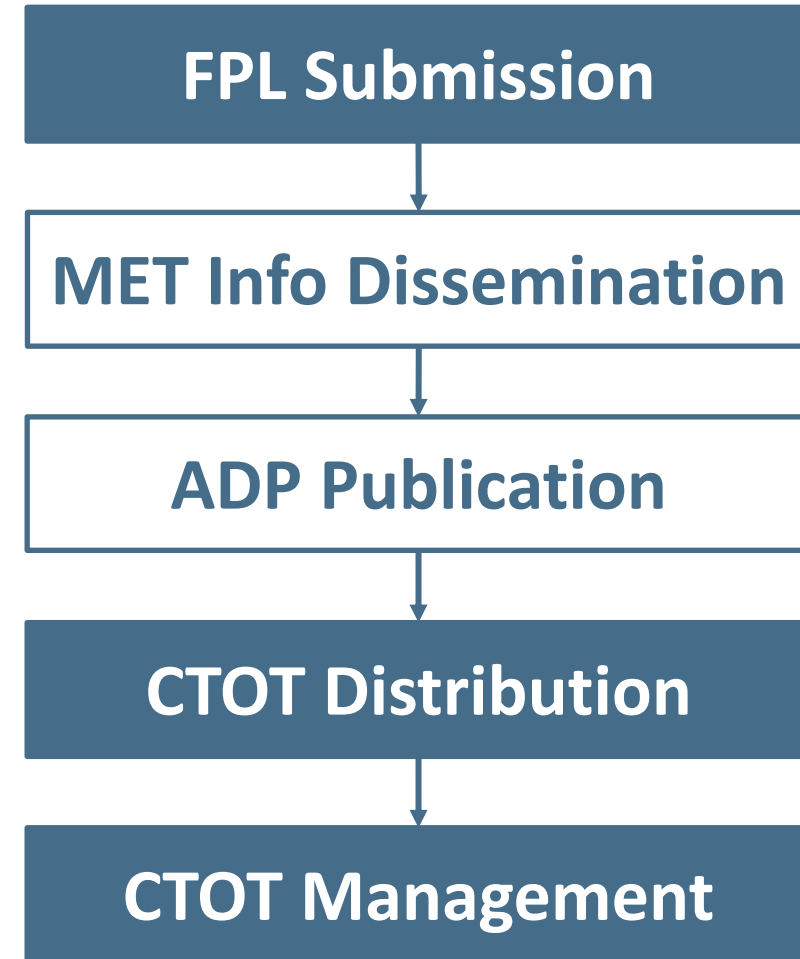 FPL Submission
MET Info Dissemination
ADP Publication
CTOT Distribution
CTOT Management